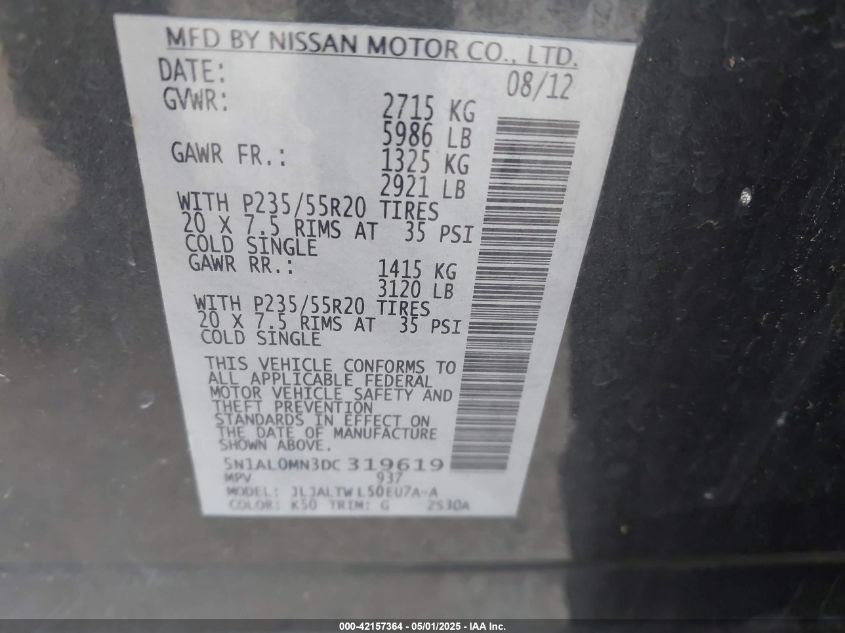 MFD BY NISSAN MOTOR CO., LTD.
DATE: 08/12
GVWR: 2715 KG
5986 LB
GAWR FR.: 1325 KG
2921 LB
WITH P235/55R20 TIRES
20 X 7.5 RIMS AT 35 PSI
COLD SINGLE
GAWR RR.: 1415 KG
3120 LB
WITH P235/55R20 TIRES
20 X 7.5 RIMS AT 35 PSI
COLD SINGLE
THIS VEHICLE CONFORMS TO
ALL APPLICABLE FEDERAL
MOTOR VEHICLE SAFETY AND
THEFT PREVENTION
STANDARDS IN EFFECT ON
THE DATE OF MANUFACTURE
SHOWN ABOVE.
5N1AL0MN3DC 319619
MPV 937
MODEL: JLJALTWL50EU7A-A
COLOR: K50 TRIM: G 2S30A
000-42157364 - 05/01/2025 - IAA Inc.